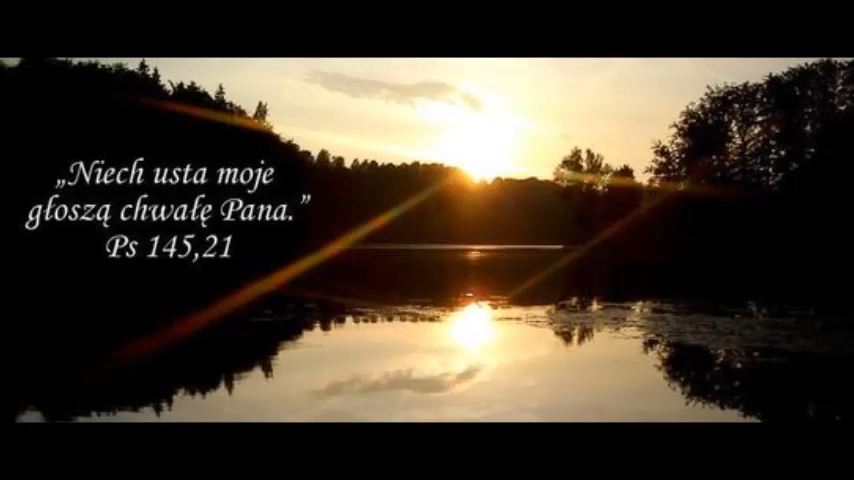 „Niech usta moje
głoszą chwałę Pana.”
Ps 145,21